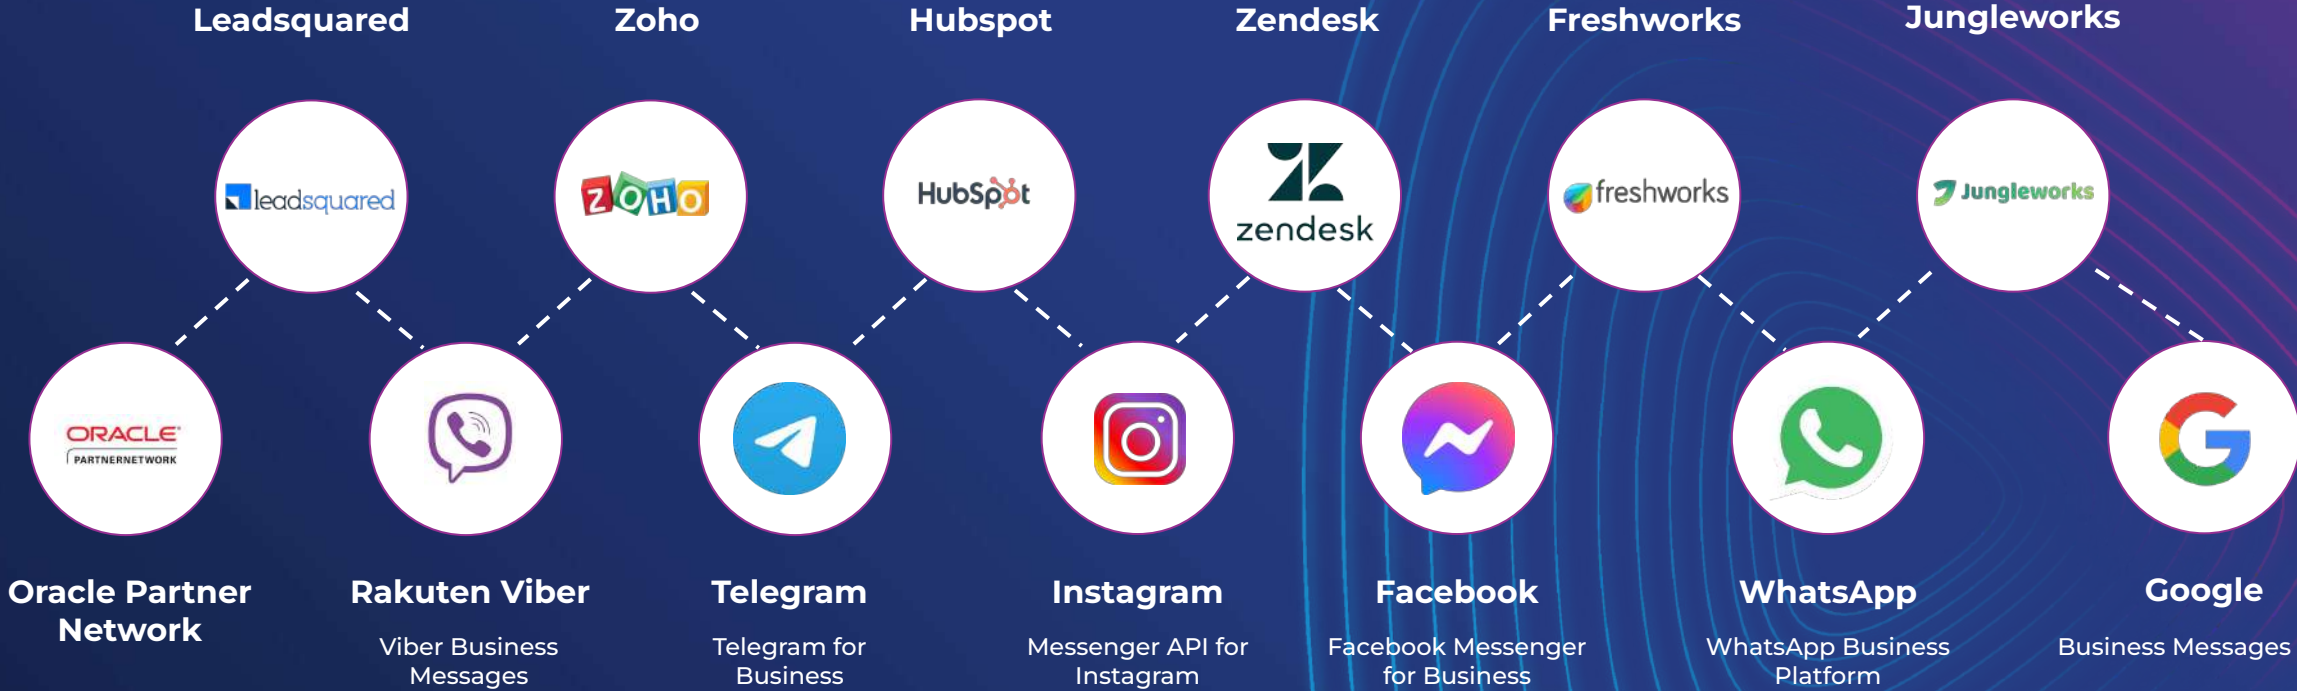 Leadsquared
Zoho
Hubspot
Zendesk
Freshworks
Jungleworks
leadsquared
ZOHO
HubSpot
zendesk
freshworks
Jungleworks
ORACLE
PARTNERNETWORK
Oracle Partner
Network
Rakuten Viber
Viber Business
Messages
Telegram
Telegram for
Business
Instagram
Messenger API for
Instagram
Facebook
Facebook Messenger
for Business
WhatsApp
WhatsApp Business
Platform
Google
Business Messages